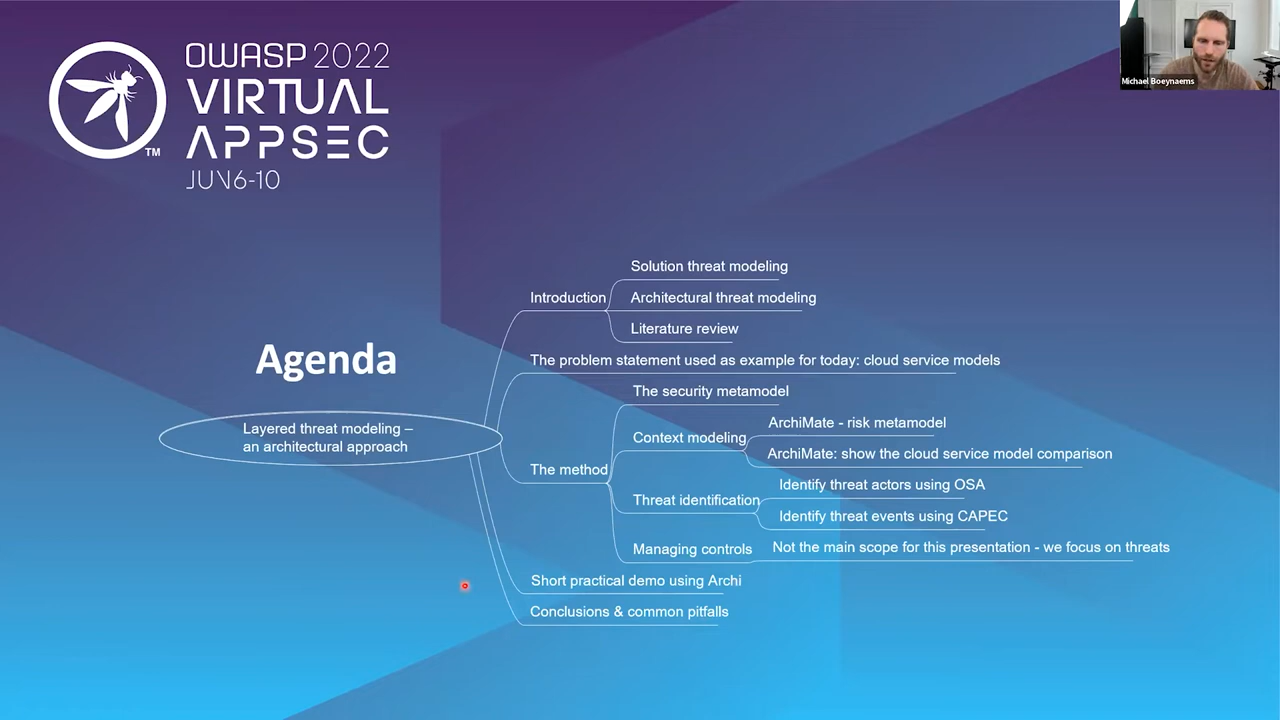 OWASP 2022
VIRTUAL
APPSEC
TM
JUN6-10
Michael Boeynaems
Agenda
Layered threat modeling –
an architectural approach
Introduction
Solution threat modeling
Architectural threat modeling
Literature review
The problem statement used as example for today: cloud service models
The method
The security metamodel
Context modeling
ArchiMate - risk metamodel
ArchiMate: show the cloud service model comparison
Threat identification
Identify threat actors using OSA
Identify threat events using CAPEC
Managing controls
Not the main scope for this presentation - we focus on threats
Short practical demo using Archi
Conclusions & common pitfalls